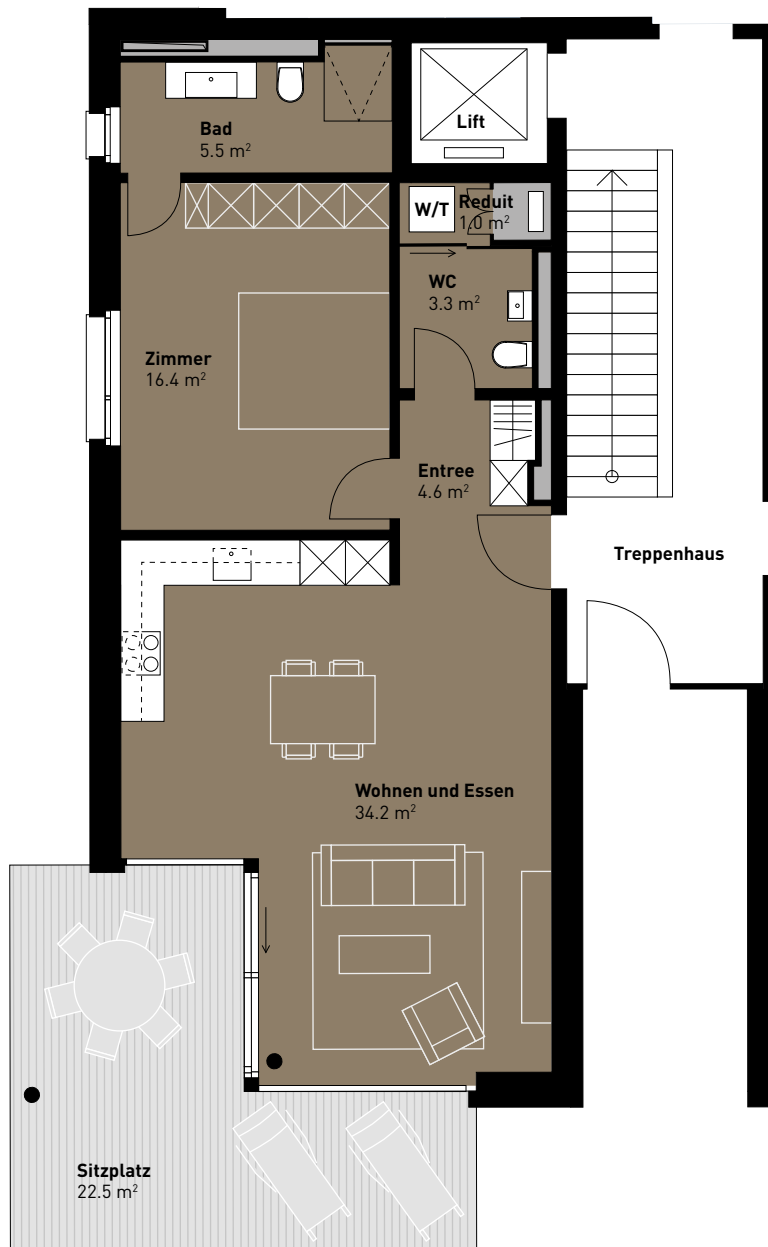 Lift
Bad
5.5 m²
W/T
Reduit
1.0 m²
WC
3.3 m²
Zimmer
16.4 m²
Entree
4.6 m²
Treppenhaus
Wohnen und Essen
34.2 m²
Sitzplatz
22.5 m²